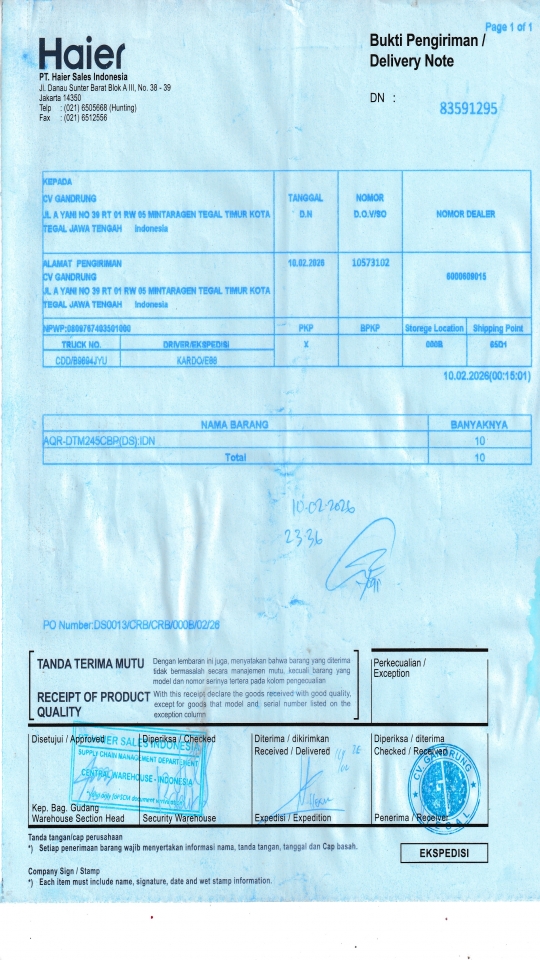 Page 1 of 1
Haier
PT. Haier Sales Indonesia
Jl. Danau Sunter Barat Blok A III, No. 38 - 39
Jakarta 14350
Telp : (021) 6505668 (Hunting)
Fax : (021) 6512556
Bukti Pengiriman /
Delivery Note
DN :
83591295
KEPADA
CV GANDRUNG
JL A YANI NO 39 RT 01 RW 05 MINTARAGEN TEGAL TIMUR KOTA
TEGAL JAWA TENGAH Indonesia
TANGGAL
D.N
NOMOR
D.O.V/SO
NOMOR DEALER
ALAMAT PENGIRIMAN
CV GANDRUNG
JL A YANI NO 39 RT 01 RW 05 MINTARAGEN TEGAL TIMUR KOTA
TEGAL JAWA TENGAH Indonesia
10.02.2026
10573102
NPWP:
PKP
BPKP
Storege Location
Shipping Point
TRUCK NO.
DRIVER/EKSPEDISI
X
000B
KARDO/E66
10.02.2026(00:15:01)
NAMA BARANG
BANYAKNYA
AQR-DTM245CBP(DS):IDN
10
Total
10
10-02-2026
23:36
PO Number:DS0013/CRB/CRB/000B/02/26
TANDA TERIMA MUTU
Dengan lembaran ini juga, menyatakan bahwa barang yang diterima
tidak bermasalah secara manajemen mutu, kecuali barang yang
model dan nomor serinya tertera pada kolom pengecualian
RECEIPT OF PRODUCT
QUALITY
With this receipt declare the goods received with good quality,
except for goods that model and, serial number listed on the
exception column
Perkecualian /
Exception
Disetujui / Approved
Diperiksa / Checked
Diterima / dikirimkan
Received / Delivered
Diperiksa / diterima
Checked / Received
HAIER SALES INDONESIA
SUPPLY CHAIN MANAGEMENT DEPARTMENT
CENTRAL WAREHOUSE - INDONESIA
CV GANDRUNG
TEGAL
Kep. Bag. Gudang
Warehouse Section Head
Security Warehouse
Expedisi / Expedition
Penerima / Receiver
Tanda tangan/cap perusahaan
*) Setiap penerimaan barang wajib menyertakan informasi nama, tanda tangan, tanggal dan Cap basah.
EKSPEDISI
Company Sign / Stamp
*) Each item must include name, signature, date and wet stamp information.